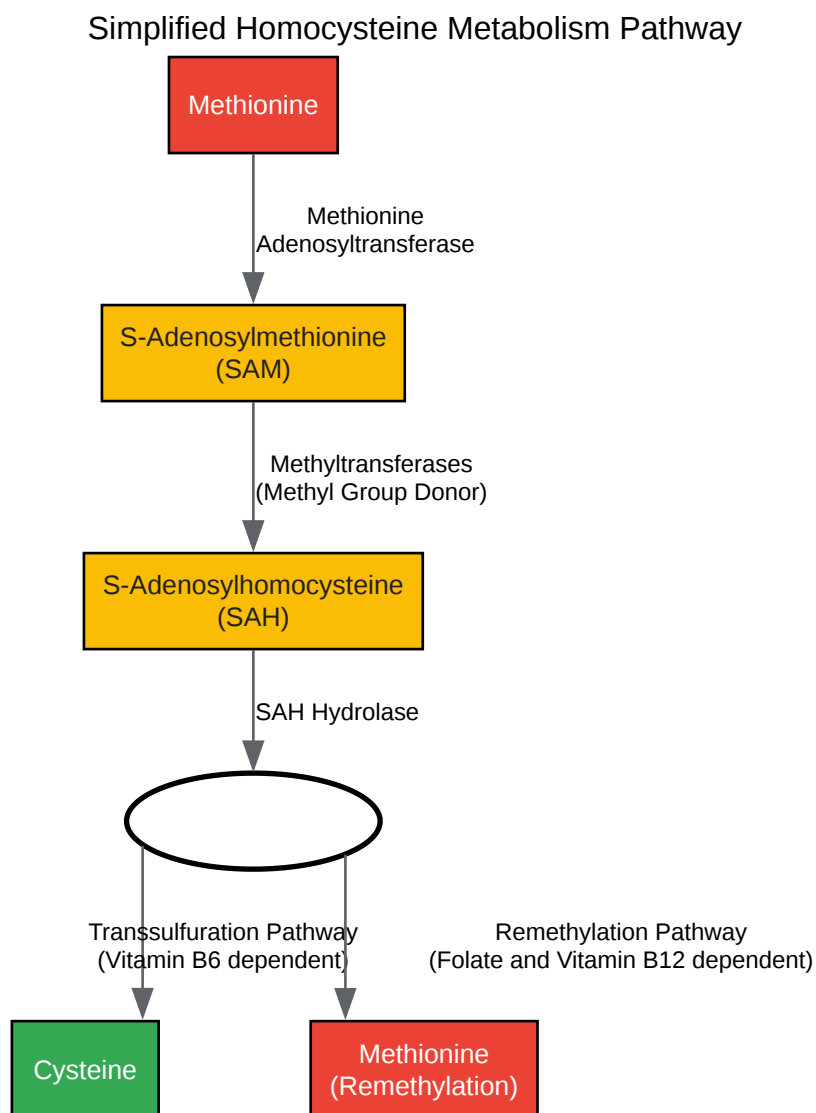 Simplified Homocysteine Metabolism Pathway
Methionine
Methionine
Adenosyltransferase
S-Adenosylmethionine
(SAM)
Methyltransferases
(Methyl Group Donor)
S-Adenosylhomocysteine
(SAH)
SAH Hydrolase
Transsulfuration Pathway
(Vitamin B6 dependent)
Remethylation Pathway
(Folate and Vitamin B12 dependent)
Cysteine
Methionine
(Remethylation)